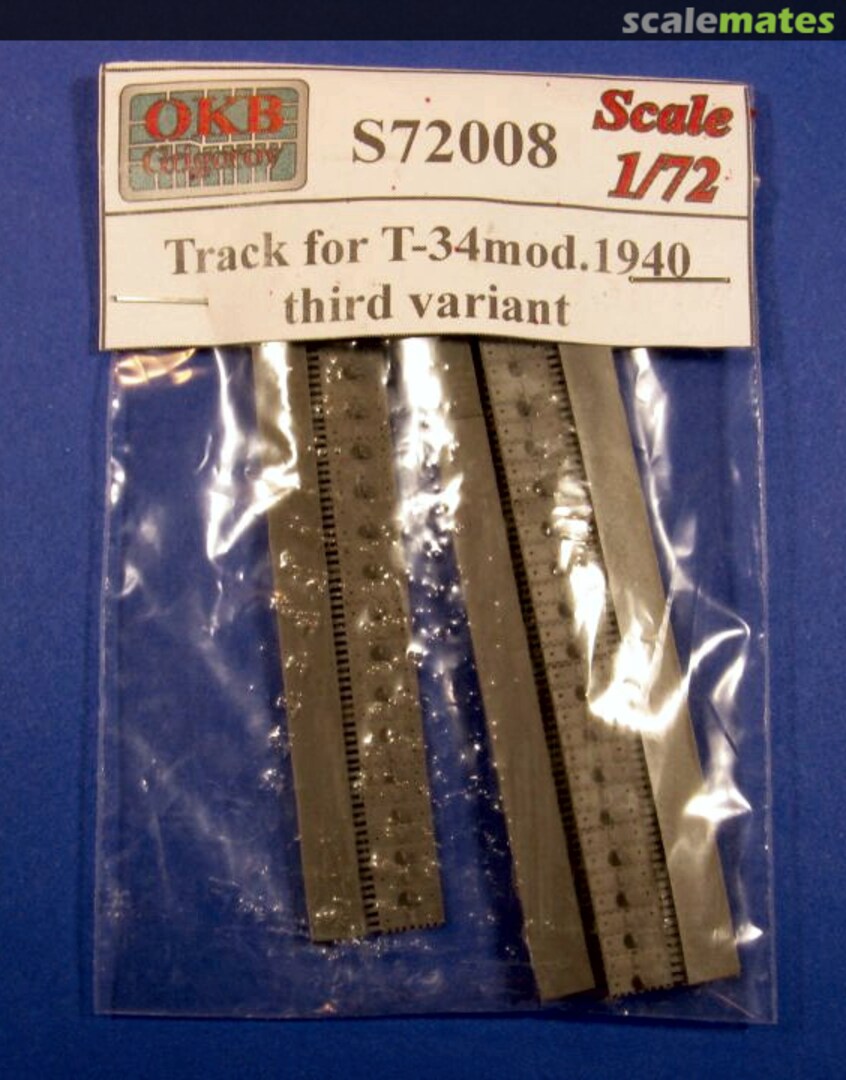 scalemates
OKB
Grigorov
S72008
Scale
1/72
Track for T-34mod.1940
third variant